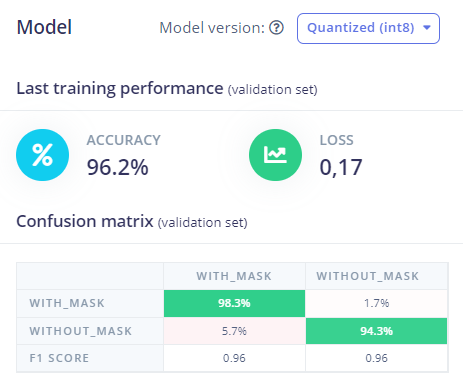 Model Model version: Quantized (int8)
Last training performance (validation set)
% ACCURACY LOSS
96.2% 0,17
Confusion matrix (validation set)
WITH_MASK WITHOUT_MASK
WITH_MASK 98.3% 1.7%
WITHOUT_MASK 5.7% 94.3%
F1 SCORE 0.96 0.96